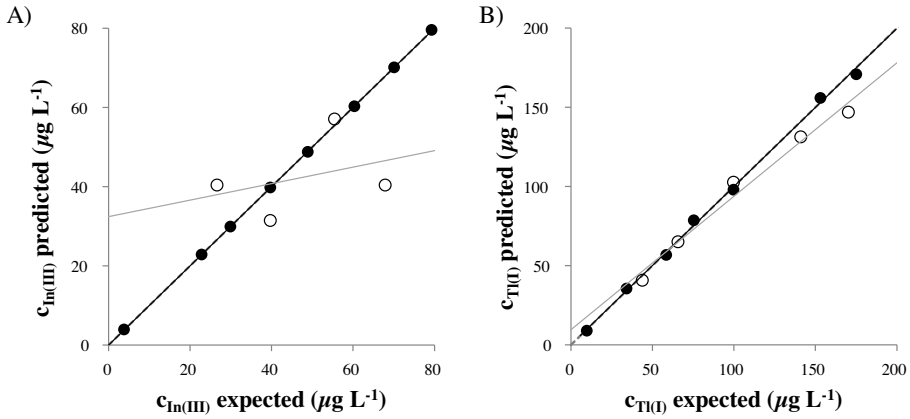 A)
80
60
40
20
0
0 20 40 60 80
c_In(III) predicted (µg L⁻¹)
c_In(III) expected (µg L⁻¹)
B)
200
150
100
50
0
0 50 100 150 200
c_Tl(I) predicted (µg L⁻¹)
c_Tl(I) expected (µg L⁻¹)